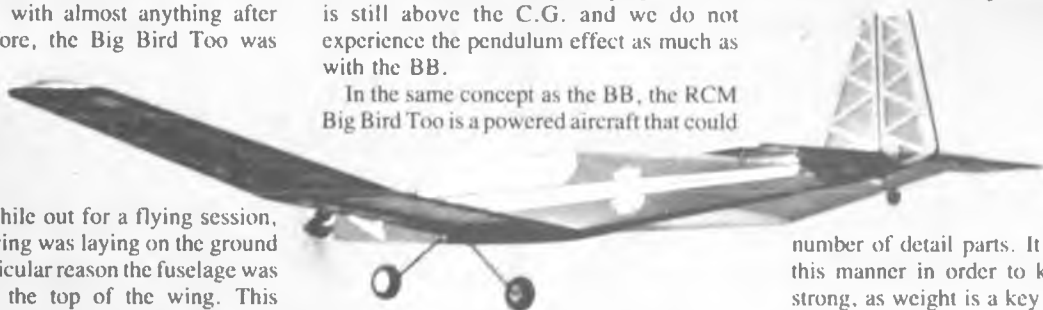 with almost anything after
ore, the Big Bird Too was
hile out for a flying session,
ing was laying on the ground
icular reason the fuselage was
the top of the wing. This
is still above the C.G. and we do not
experience the pendulum effect as much as
with the BB.
In the same concept as the BB, the RCM
Big Bird Too is a powered aircraft that could
number of detail parts. It
this manner in order to k
strong, as weight is a key